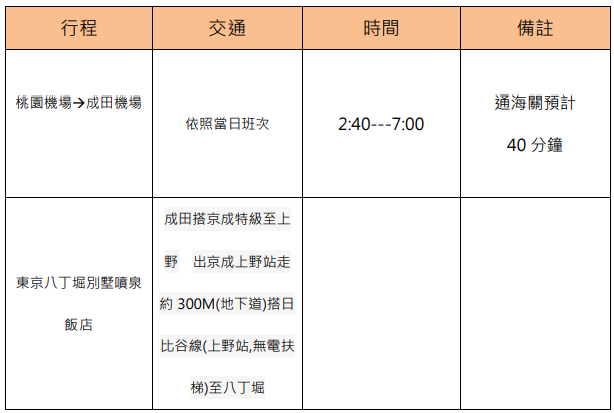 行程
交通
時間
備註
桃園機場→成田機場
依照當日班次
2:40---7:00
通海關預計
40 分鐘
東京八丁堀別墅噴泉
飯店
成田搭京成特級至上
野　出京成上野站走
約 300M(地下道)搭日
比谷線(上野站,無電扶
梯)至八丁堀